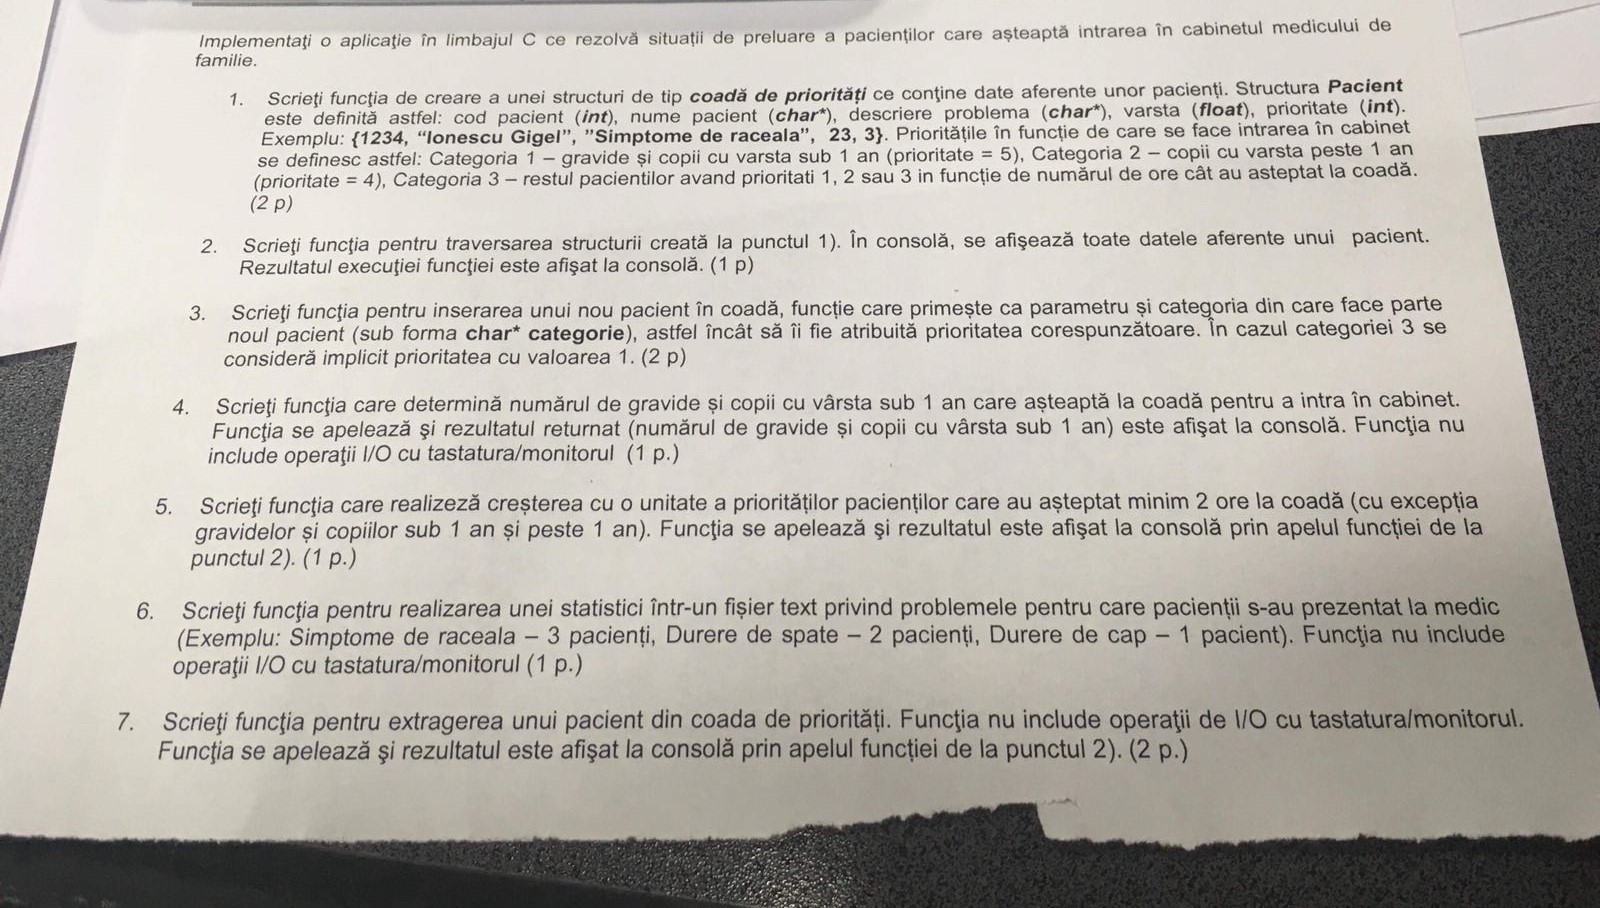 Implementați o aplicație în limbajul C ce rezolvă situații de preluare a pacienților care așteaptă intrarea în cabinetul medicului de
familie.
1. Scrieți funcția de creare a unei structuri de tip coadă de priorități ce conține date aferente unor pacienți. Structura Pacient
este definită astfel: cod pacient (int), nume pacient (char*), descriere problema (char*), varsta (float), prioritate (int).
Exemplu: {1234, “Ionescu Gigel”, ”Simptome de raceala”, 23, 3}. Prioritățile în funcție de care se face intrarea în cabinet
se definesc astfel: Categoria 1 – gravide și copii cu varsta sub 1 an (prioritate = 5), Categoria 2 – copii cu varsta peste 1 an
(prioritate = 4), Categoria 3 – restul pacientilor avand prioritati 1, 2 sau 3 in funcție de numărul de ore cât au asteptat la coadă.
(2 p)
2. Scrieţi funcţia pentru traversarea structurii creată la punctul 1). În consolă, se afişează toate datele aferente unui pacient.
Rezultatul execuţiei funcţiei este afişat la consolă. (1 p)
3. Scrieți funcția pentru inserarea unui nou pacient în coadă, funcție care primește ca parametru și categoria din care face parte
noul pacient (sub forma char* categorie), astfel încât să îi fie atribuită prioritatea corespunzătoare. În cazul categoriei 3 se
consideră implicit prioritatea cu valoarea 1. (2 p)
4. Scrieţi funcţia care determină numărul de gravide și copii cu vârsta sub 1 an care așteaptă la coadă pentru a intra în cabinet.
Funcţia se apelează şi rezultatul returnat (numărul de gravide și copii cu vârsta sub 1 an) este afişat la consolă. Funcţia nu
include operaţii I/O cu tastatura/monitorul (1 p.)
5. Scrieţi funcţia care realizeză creșterea cu o unitate a priorităților pacienților care au așteptat minim 2 ore la coadă (cu excepția
gravidelor și copiilor sub 1 an și peste 1 an). Funcţia se apelează şi rezultatul este afişat la consolă prin apelul funcției de la
punctul 2). (1 p.)
6. Scrieţi funcţia pentru realizarea unei statistici într-un fișier text privind problemele pentru care pacienții s-au prezentat la medic
(Exemplu: Simptome de raceala – 3 pacienți, Durere de spate – 2 pacienți, Durere de cap – 1 pacient). Funcţia nu include
operaţii I/O cu tastatura/monitorul (1 p.)
7. Scrieţi funcţia pentru extragerea unui pacient din coada de priorități. Funcţia nu include operaţii de I/O cu tastatura/monitorul.
Funcţia se apelează şi rezultatul este afişat la consolă prin apelul funcției de la punctul 2). (2 p.)